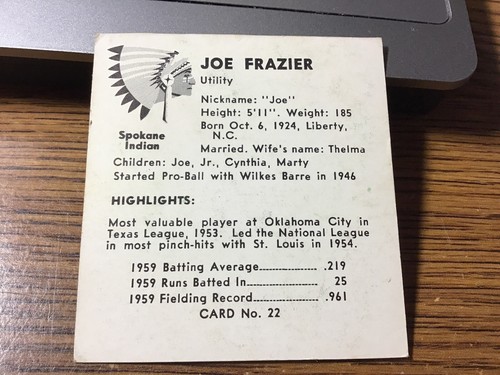 JOE FRAZIER
Utility
Nickname: "Joe"
Height: 5'11". Weight: 185
Born Oct. 6, 1924, Liberty,
N.C.
Married. Wife's name: Thelma
Spokane
Indian
Children: Joe, Jr., Cynthia, Marty
Started Pro-Ball with Wilkes Barre in 1946
HIGHLIGHTS:
Most valuable player at Oklahoma City in
Texas League, 1953. Led the National League
in most pinch-hits with St. Louis in 1954.
1959 Batting Average............... .219
1959 Runs Batted In.................. 25
1959 Fielding Record................ .961
CARD No. 22